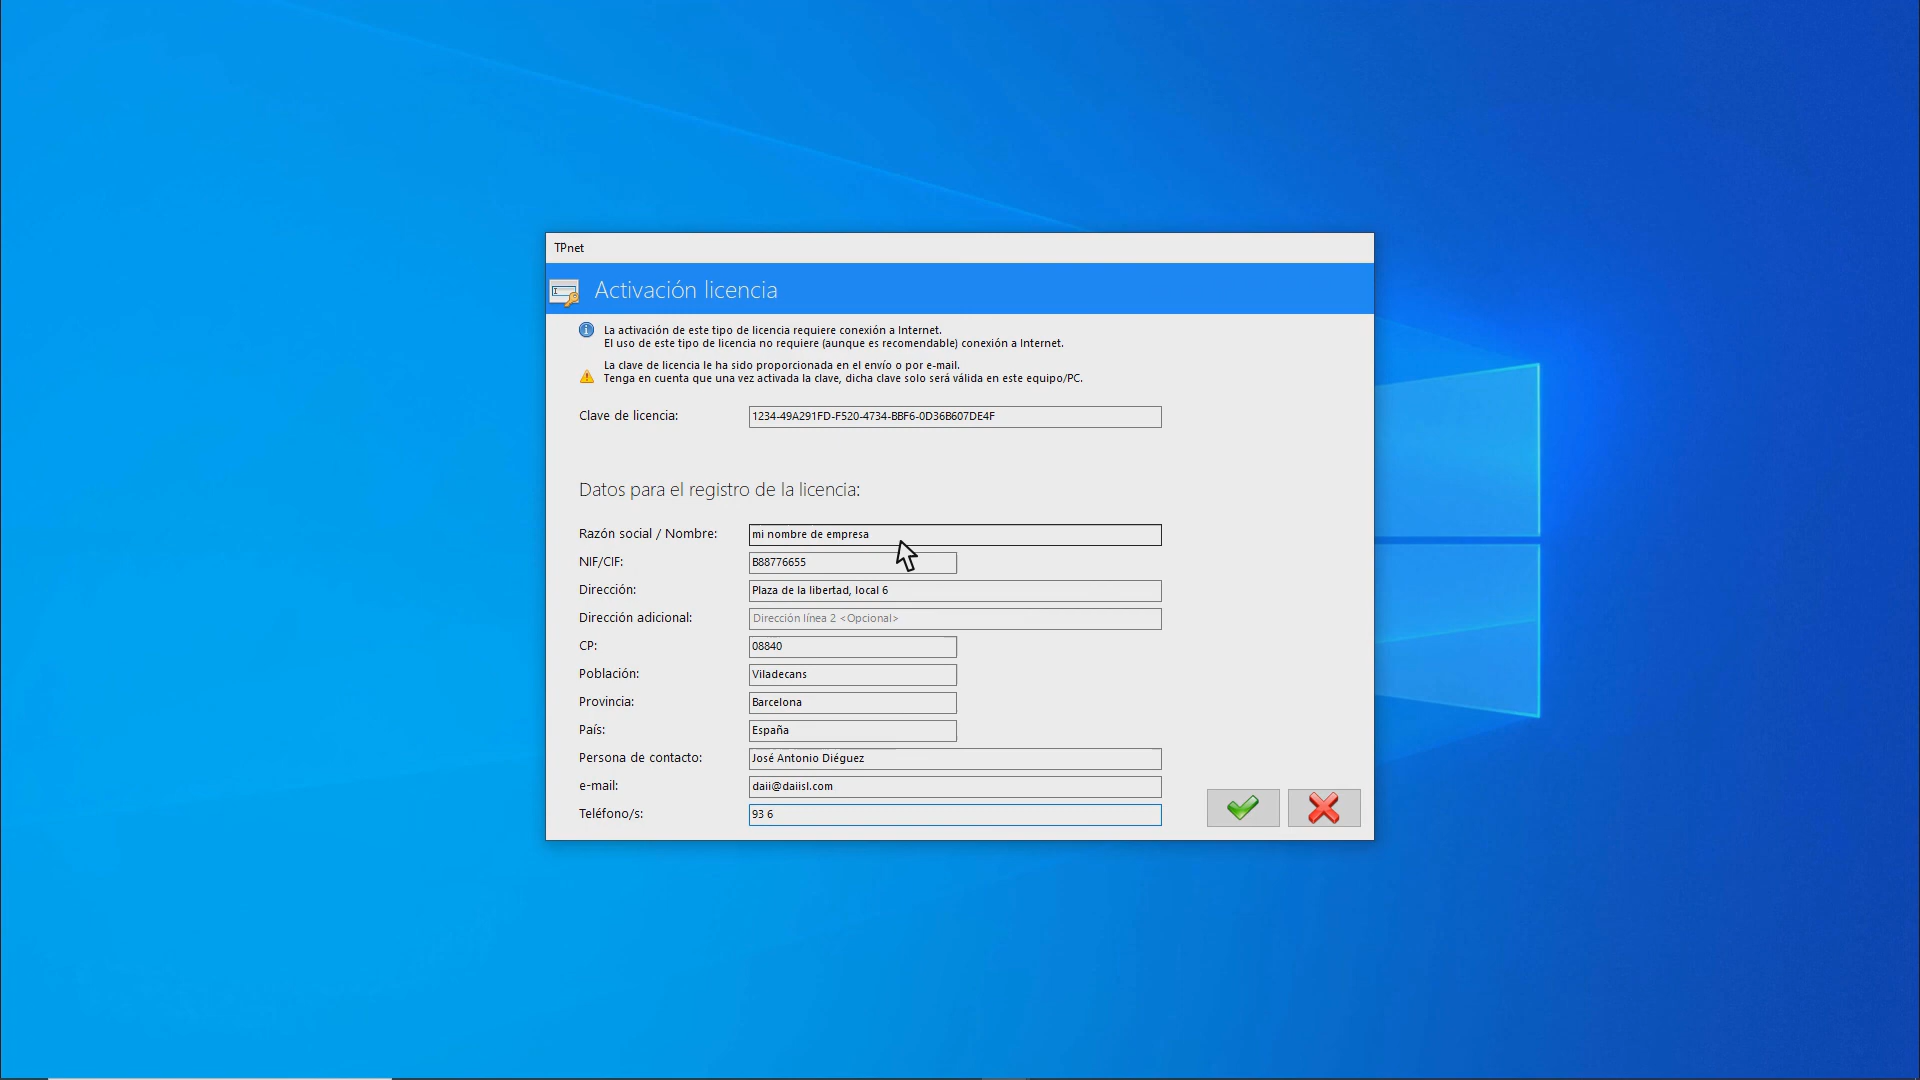 TPnet
Activación licencia
La activación de este tipo de licencia requiere conexión a Internet.
El uso de este tipo de licencia no requiere (aunque es recomendable) conexión a Internet.
La clave de licencia le ha sido proporcionada en el envío o por e-mail.
Tenga en cuenta que una vez activada la clave, dicha clave solo será válida en este equipo/PC.
Clave de licencia: 1234-49A291FD-F520-4734-BBF6-0D36B607DE4F
Datos para el registro de la licencia:
Razón social / Nombre: mi nombre de empresa
NIF/CIF: B88776655
Dirección: Plaza de la libertad, local 6
Dirección adicional: Dirección línea 2 <Opcional>
CP: 08840
Población: Viladecans
Provincia: Barcelona
País: España
Persona de contacto: José Antonio Diéguez
e-mail: daii@daiisl.com
Teléfono/s: 93 6